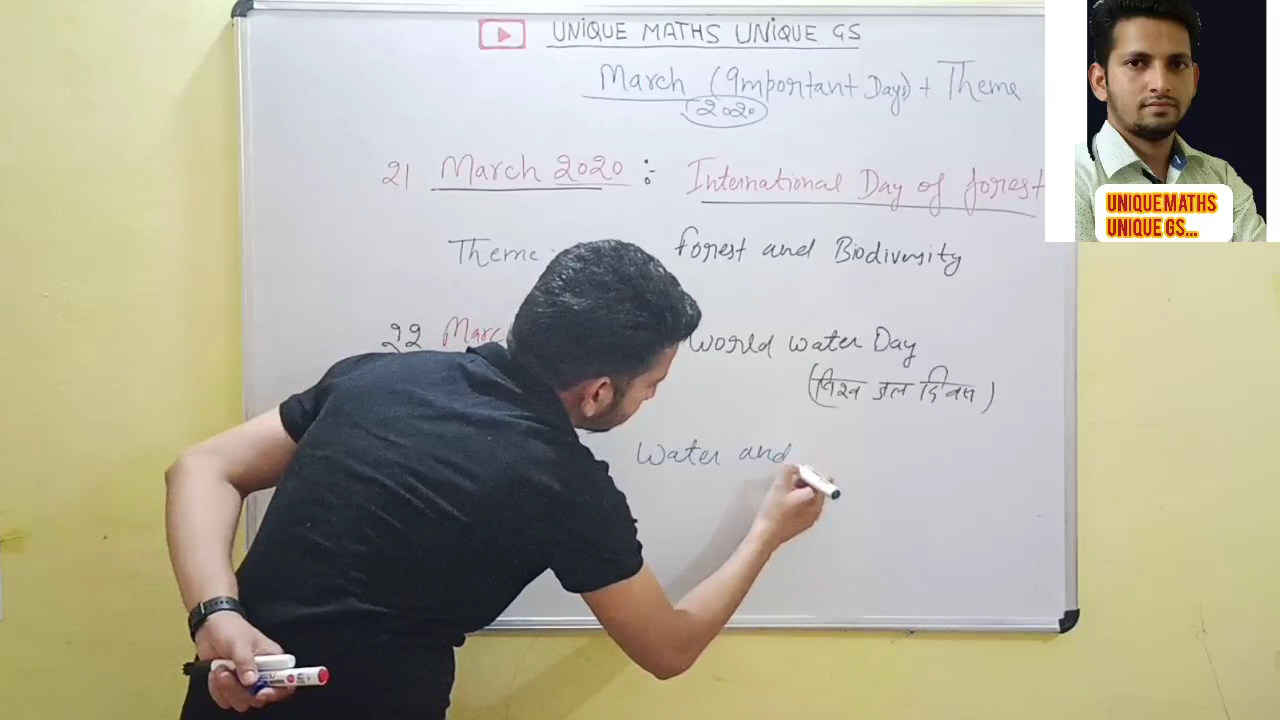 UNIQUE MATHS UNIQUE GS
March (Important Days) + Theme
2020
21 March 2020 : International Day of forest
Theme : forest and Biodiversity
22 March World water Day
(विश्व जल दिवस)
Water and
UNIQUE MATHS
UNIQUE GS...